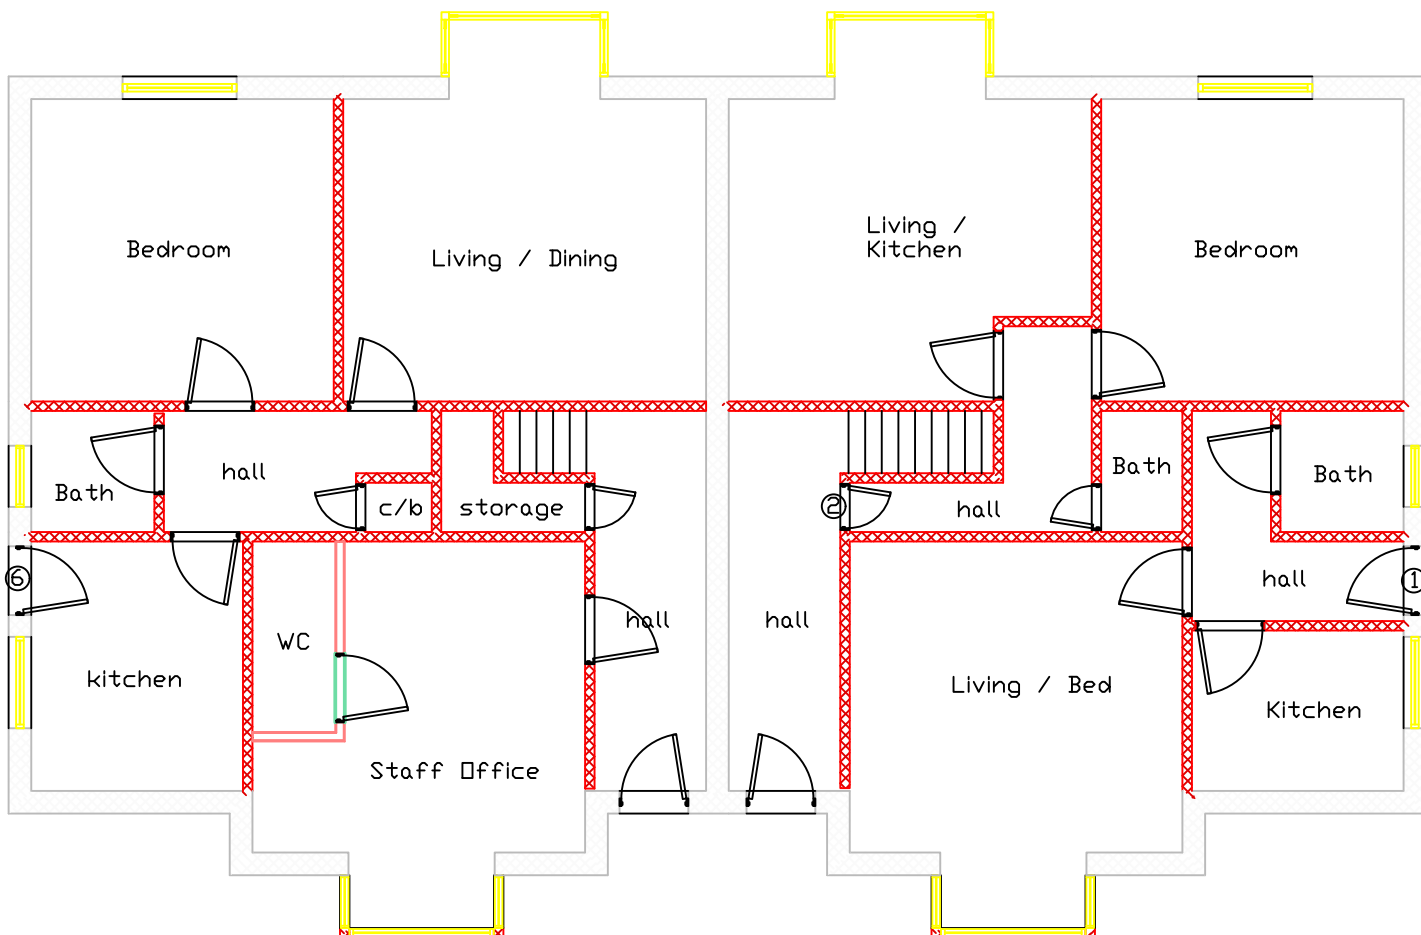 Living /
Kitchen
Bedroom
Living / Dining
Bedroom
hall
Bath
c/b
storage
2
hall
Bath
Bath
6
hall
hall
hall
1
WC
kitchen
Living / Bed
Kitchen
Staff Office